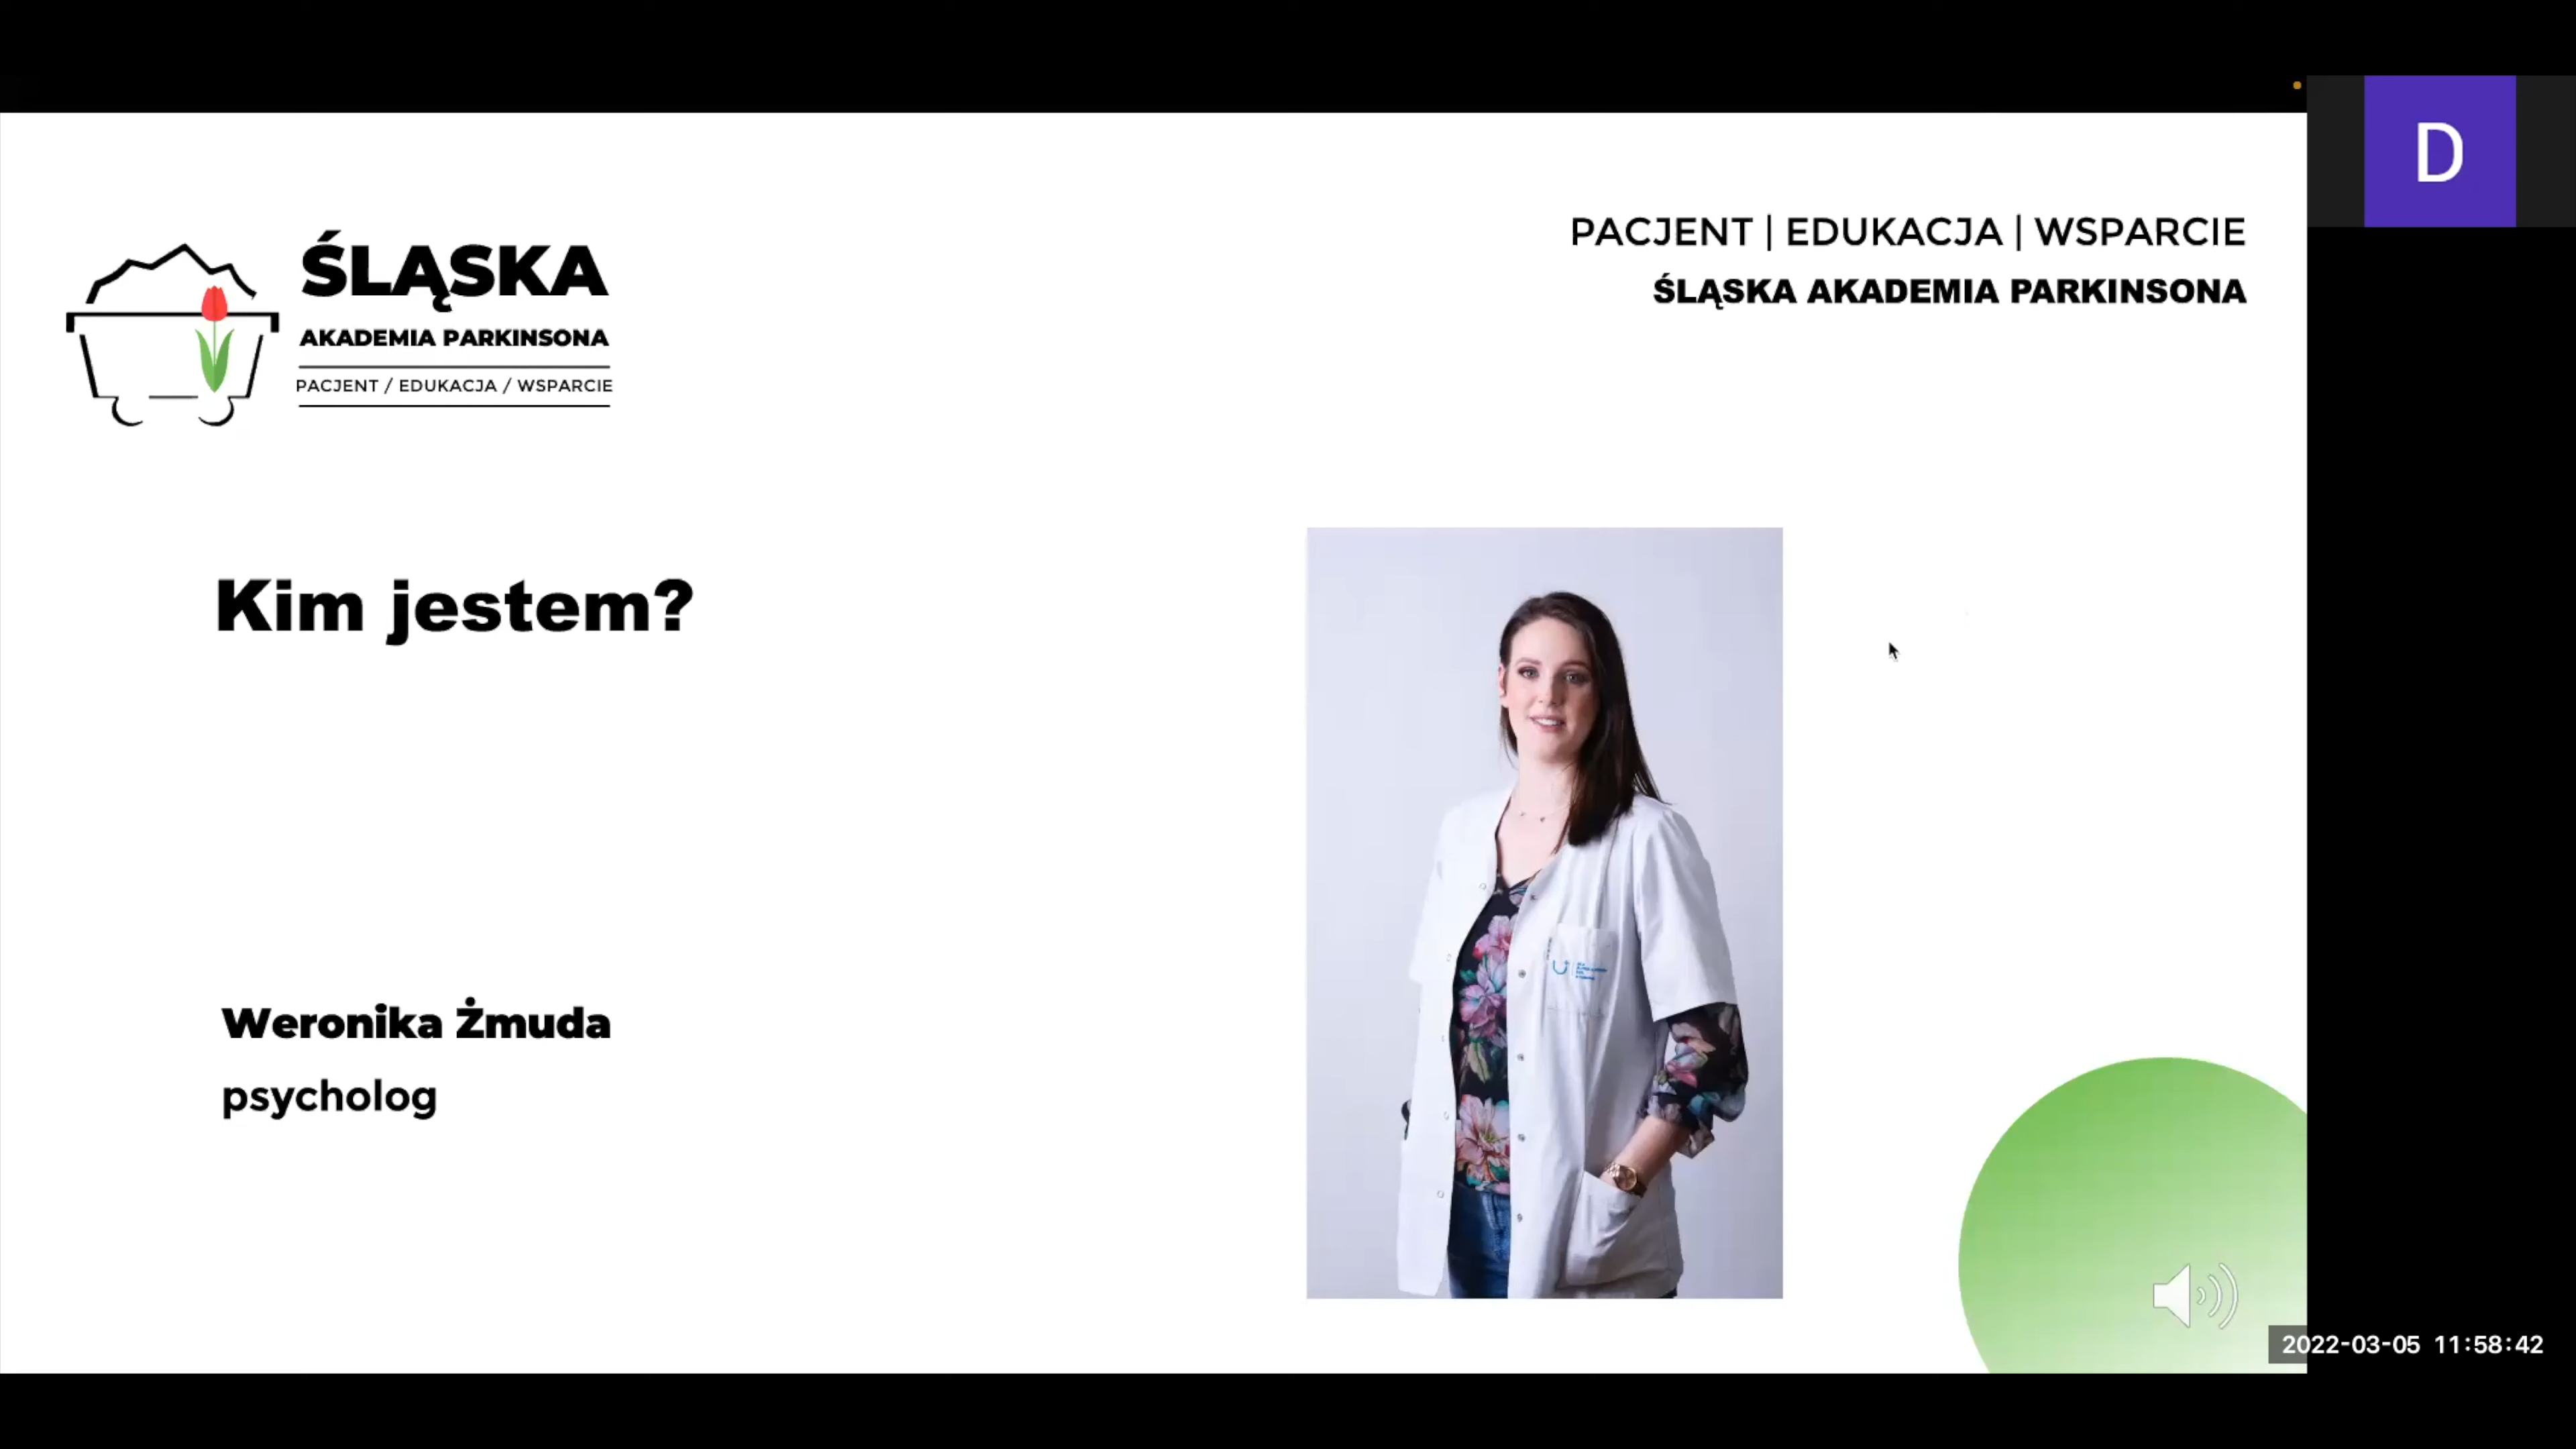 D
ŚLĄSKA
AKADEMIA PARKINSONA
PACJENT / EDUKACJA / WSPARCIE
PACJENT | EDUKACJA | WSPARCIE
ŚLĄSKA AKADEMIA PARKINSONA
Kim jestem?
Weronika Żmuda
psycholog
2022-03-05 11:58:42